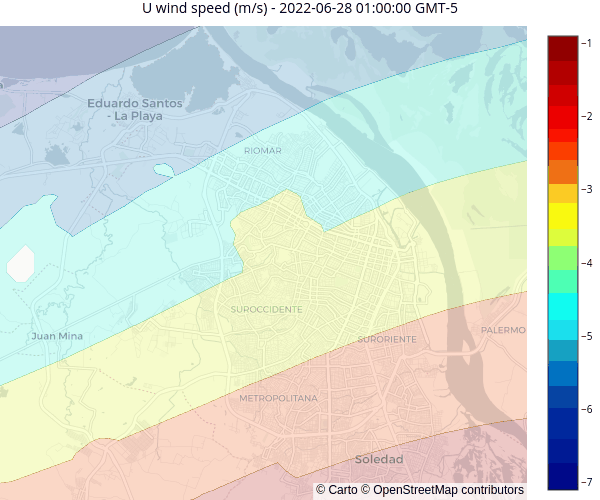 U wind speed (m/s) - 2022-06-28 01:00:00 GMT-5
Eduardo Santos
- La Playa
RIOMAR
SUROCCIDENTE
Juan Mina
SURORIENTE
PALERMO
METROPOLITANA
Soledad
© Carto © OpenStreetMap contributors
−1
−2
−3
−4
−5
−6
−7